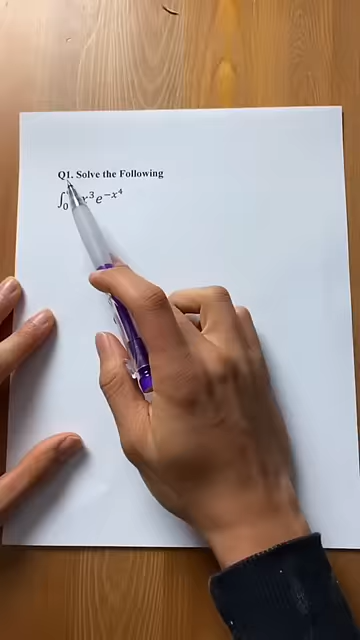 Q1. Solve the Following
∫₀ x³e^{-x⁴}